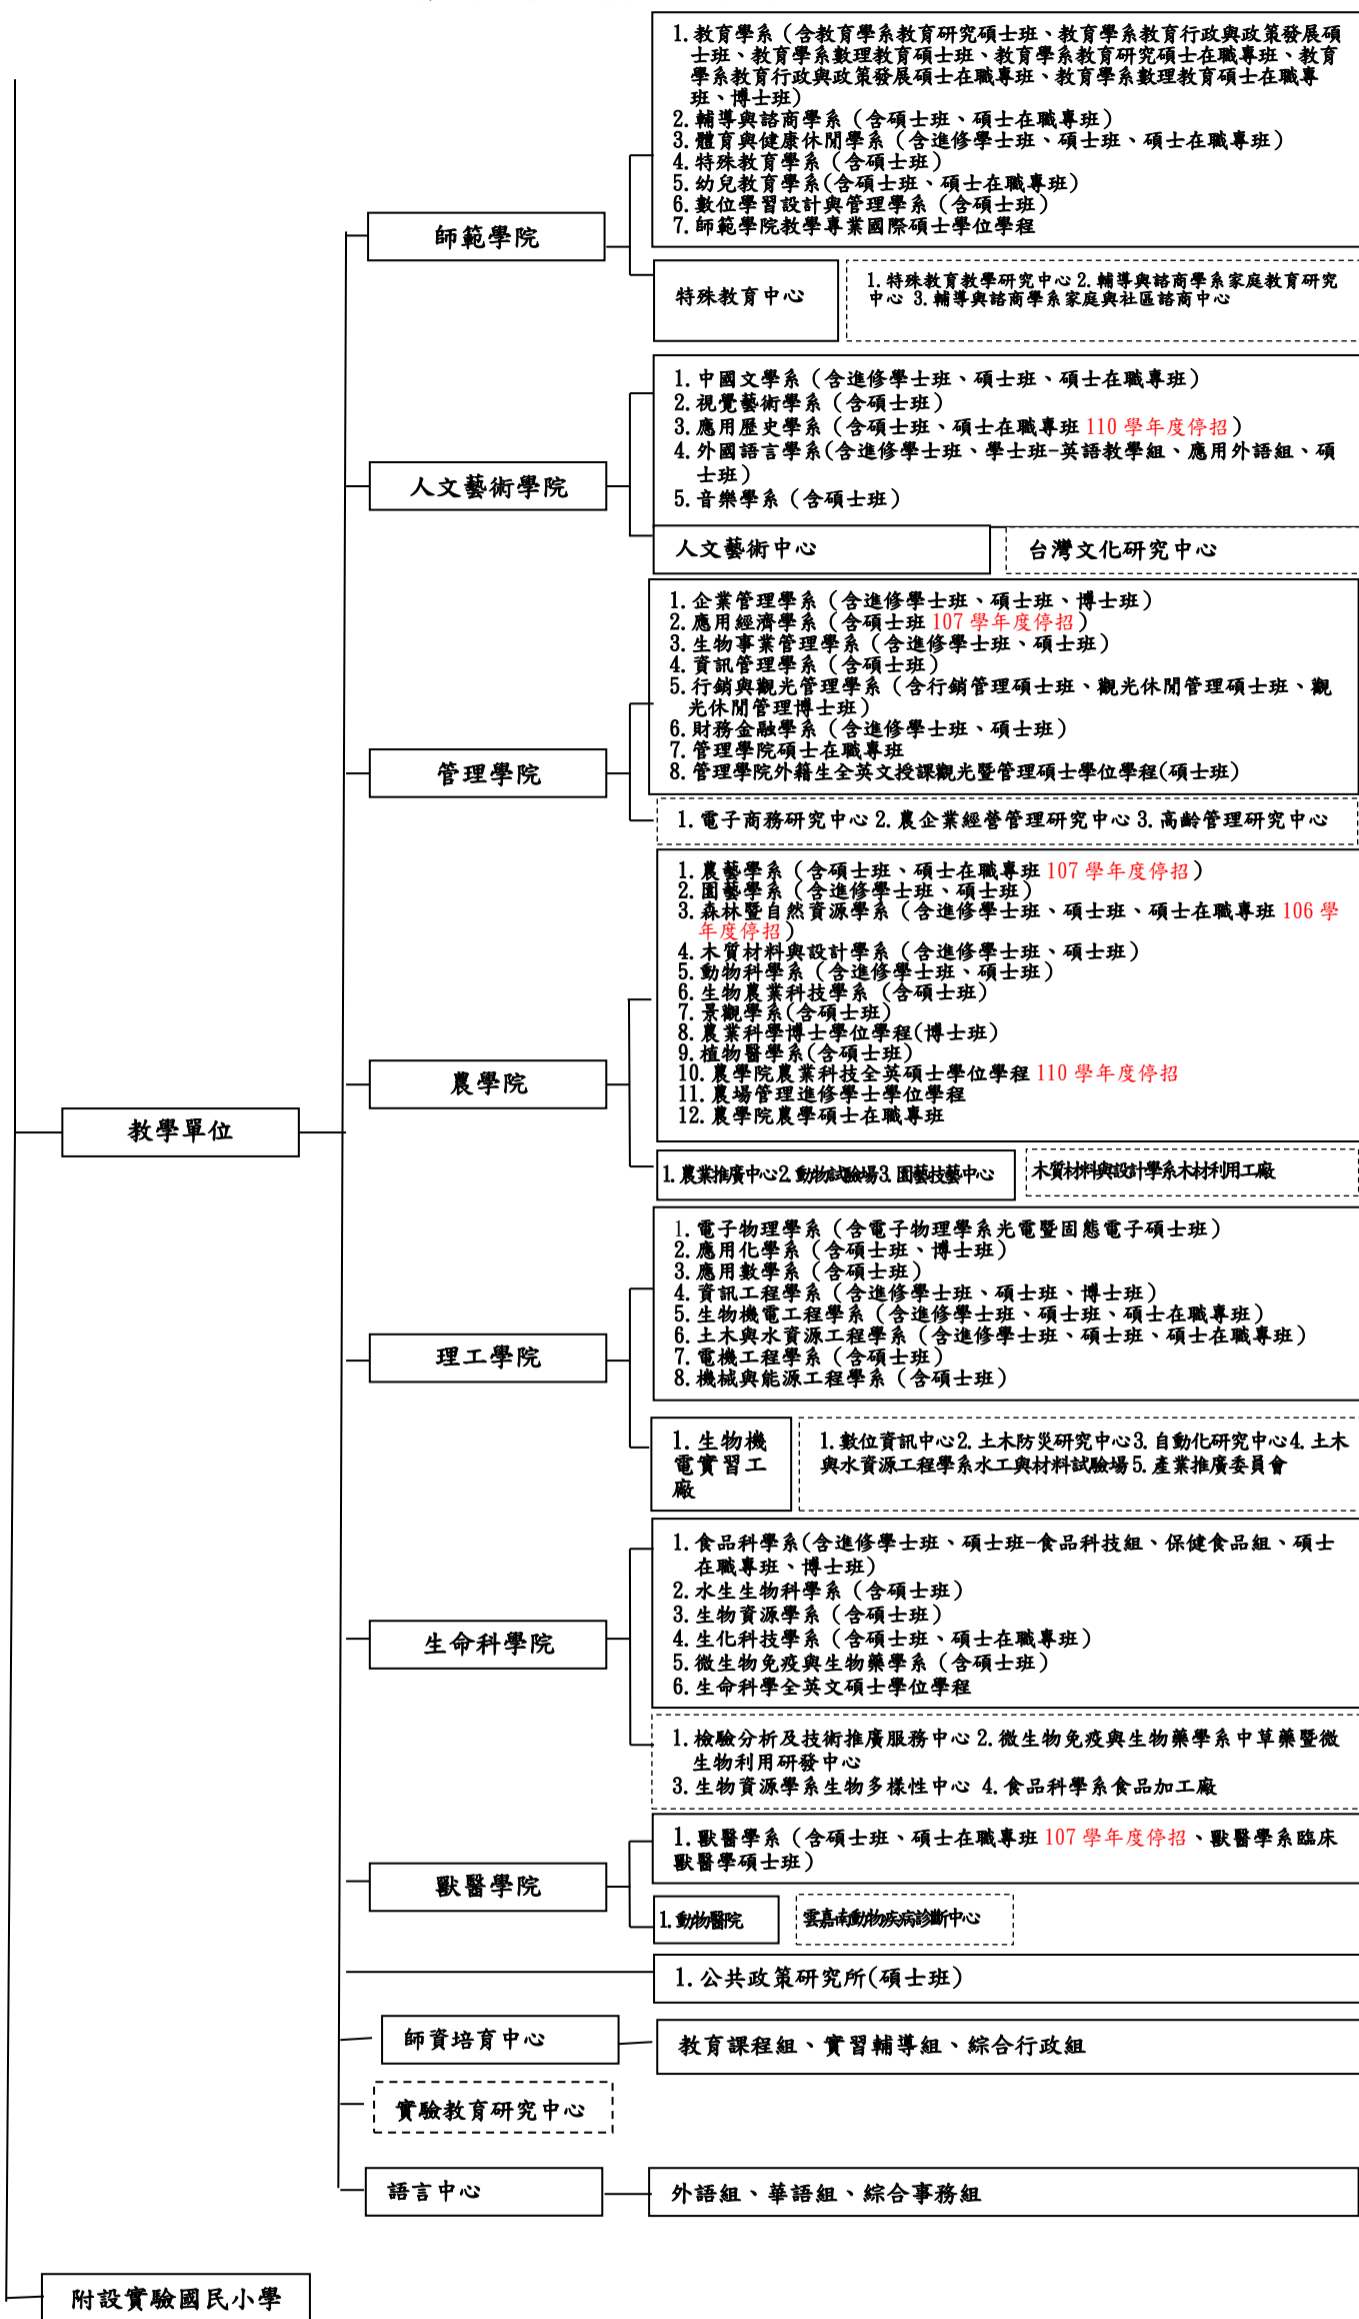 1.教育學系（含教育學系教育研究碩士班、教育學系教育行政與政策發展碩
士班、教育學系數理教育碩士班、教育學系教育研究碩士在職專班、教育
學系教育行政與政策發展碩士在職專班、教育學系數理教育碩士在職專
班、博士班）
2.輔導與諮商學系（含碩士班、碩士在職專班）
3.體育與健康休閒學系（含進修學士班、碩士班、碩士在職專班）
4.特殊教育學系（含碩士班）
5.幼兒教育學系(含碩士班、碩士在職專班)
6.數位學習設計與管理學系（含碩士班）
7.師範學院教學專業國際碩士學位學程
師範學院
特殊教育中心
1.特殊教育教學研究中心 2.輔導與諮商學系家庭教育研究
中心 3.輔導與諮商學系家庭與社區諮商中心
1.中國文學系（含進修學士班、碩士班、碩士在職專班）
2.視覺藝術學系（含碩士班）
3.應用歷史學系（含碩士班、碩士在職專班 110 學年度停招）
4.外國語言學系(含進修學士班、學士班-英語教學組、應用外語組、碩
士班）
5.音樂學系（含碩士班）
人文藝術學院
人文藝術中心
台灣文化研究中心
1.企業管理學系（含進修學士班、碩士班、博士班）
2.應用經濟學系（含碩士班 107 學年度停招）
3.生物事業管理學系（含進修學士班、碩士班）
4.資訊管理學系（含碩士班）
5.行銷與觀光管理學系（含行銷管理碩士班、觀光休閒管理碩士班、觀
光休閒管理博士班）
6.財務金融學系（含進修學士班、碩士班）
7.管理學院碩士在職專班
8.管理學院外籍生全英文授課觀光暨管理碩士學位學程(碩士班)
管理學院
1.電子商務研究中心 2.農企業經營管理研究中心 3.高齡管理研究中心
1.農藝學系（含碩士班、碩士在職專班 107 學年度停招）
2.園藝學系（含進修學士班、碩士班）
3.森林暨自然資源學系（含進修學士班、碩士班、碩士在職專班 106 學
年度停招）
4.木質材料與設計學系（含進修學士班、碩士班）
5.動物科學系（含進修學士班、碩士班）
6.生物農業科技學系（含碩士班）
7.景觀學系(含碩士班)
8.農業科學博士學位學程(博士班)
9.植物醫學系(含碩士班)
10.農學院農業科技全英碩士學位學程 110 學年度停招
11.農場管理進修學士學位學程
12.農學院農學碩士在職專班
農學院
教學單位
1.農業推廣中心2.動物試驗場3.園藝技藝中心
木質材料與設計學系木材利用工廠
1.電子物理學系（含電子物理學系光電暨固態電子碩士班）
2.應用化學系（含碩士班、博士班）
3.應用數學系（含碩士班）
4.資訊工程學系（含進修學士班、碩士班、博士班）
5.生物機電工程學系（含進修學士班、碩士班、碩士在職專班）
6.土木與水資源工程學系（含進修學士班、碩士班、碩士在職專班）
7.電機工程學系（含碩士班）
8.機械與能源工程學系（含碩士班）
理工學院
1.生物機
電實習工
廠
1.數位資訊中心2.土木防災研究中心3.自動化研究中心4.土木
與水資源工程學系水工與材料試驗場5.產業推廣委員會
1.食品科學系(含進修學士班、碩士班-食品科技組、保健食品組、碩士
在職專班、博士班）
2.水生生物科學系（含碩士班）
3.生物資源學系（含碩士班）
4.生化科技學系（含碩士班、碩士在職專班）
5.微生物免疫與生物藥學系（含碩士班）
6.生命科學全英文碩士學位學程
生命科學院
1.檢驗分析及技術推廣服務中心 2.微生物免疫與生物藥學系中草藥暨微
生物利用研發中心
3.生物資源學系生物多樣性中心 4.食品科學系食品加工廠
1.獸醫學系（含碩士班、碩士在職專班 107 學年度停招、獸醫學系臨床
獸醫學碩士班）
獸醫學院
1.動物醫院
雲嘉南動物疾病診斷中心
1.公共政策研究所(碩士班)
師資培育中心
教育課程組、實習輔導組、綜合行政組
實驗教育研究中心
語言中心
外語組、華語組、綜合事務組
附設實驗國民小學